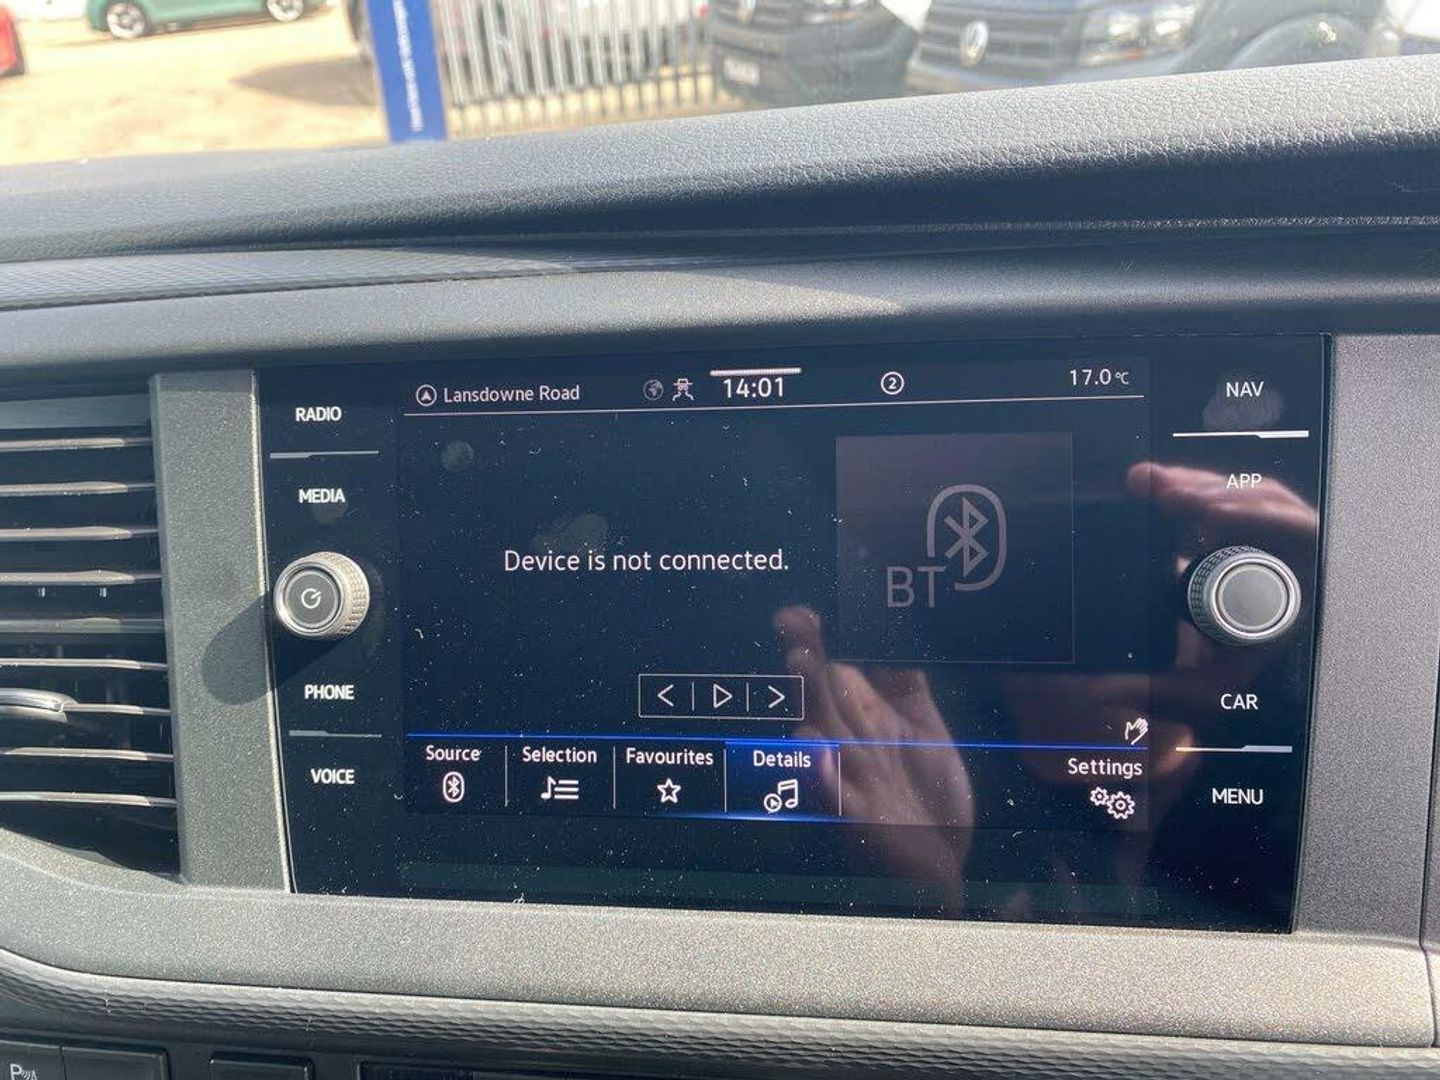 Lansdowne Road
14:01
2
17.0°C
RADIO
MEDIA
PHONE
VOICE
NAV
APP
CAR
MENU
Device is not connected.
BT
Source
Selection
Favourites
Details
Settings
P